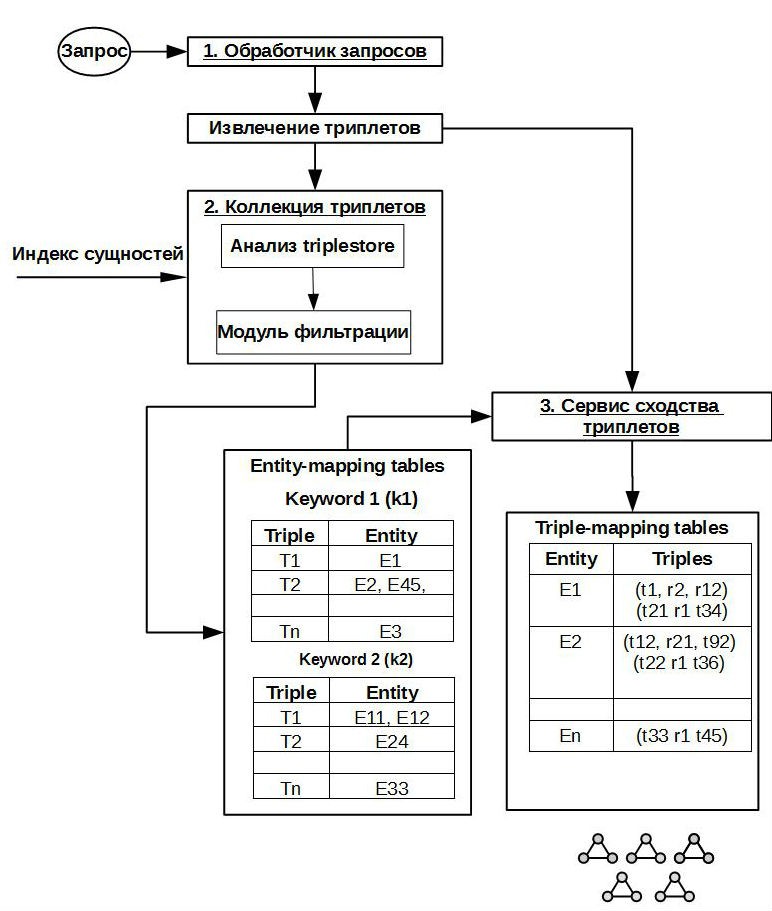 Запрос
1. Обработчик запросов
Извлечение триплетов
2. Коллекция триплетов
Анализ triplestore
Индекс сущностей
Модуль фильтрации
3. Сервис сходства
триплетов
Entity-mapping tables
Keyword 1 (k1)
Triple Entity
T1 E1
T2 E2, E45,
Tn E3
Keyword 2 (k2)
Triple Entity
T1 E11, E12
T2 E24
Tn E33
Triple-mapping tables
Entity Triples
E1 (t1, r2, r12)
(t21 r1 t34)
E2 (t12, r21, t92)
(t22 r1 t36)
En (t33 r1 t45)